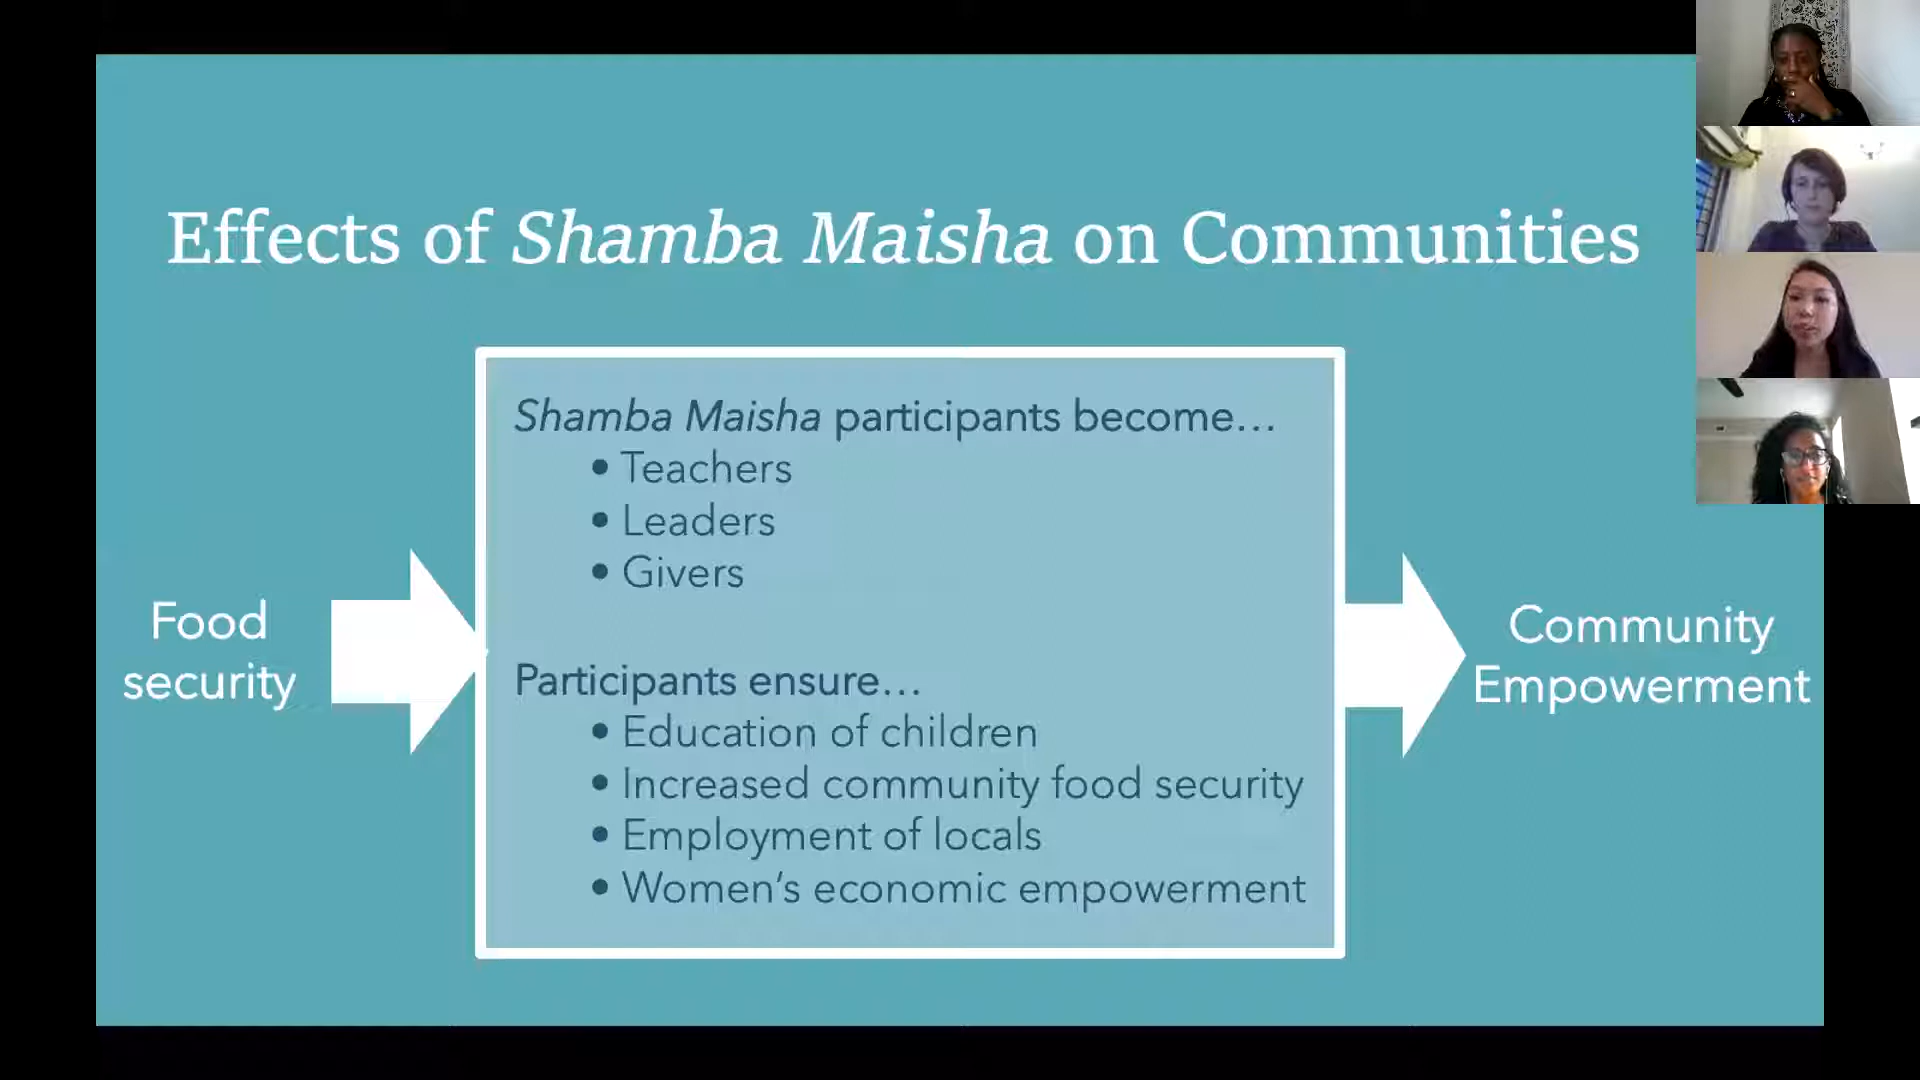 Effects of Shamba Maisha on Communities
Food
security
Shamba Maisha participants become…
• Teachers
• Leaders
• Givers
Participants ensure…
• Education of children
• Increased community food security
• Employment of locals
• Women‘s economic empowerment
Community
Empowerment